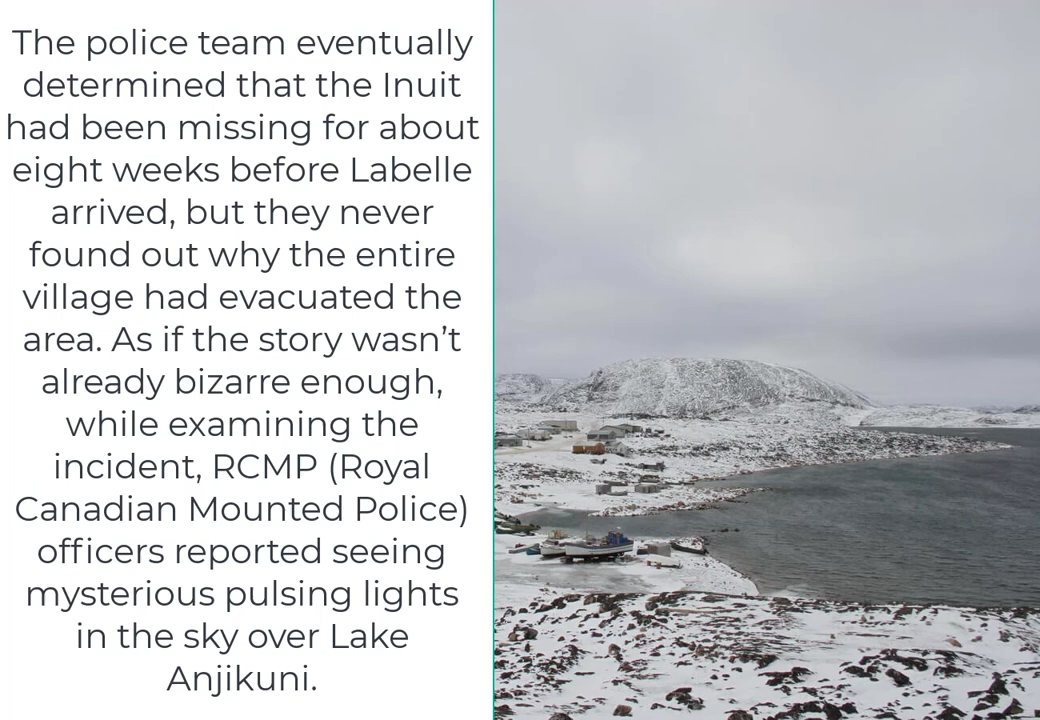 The police team eventually
determined that the Inuit
had been missing for about
eight weeks before Labelle
arrived, but they never
found out why the entire
village had evacuated the
area. As if the story wasn’t
already bizarre enough,
while examining the
incident, RCMP (Royal
Canadian Mounted Police)
officers reported seeing
mysterious pulsing lights
in the sky over Lake
Anjikuni.